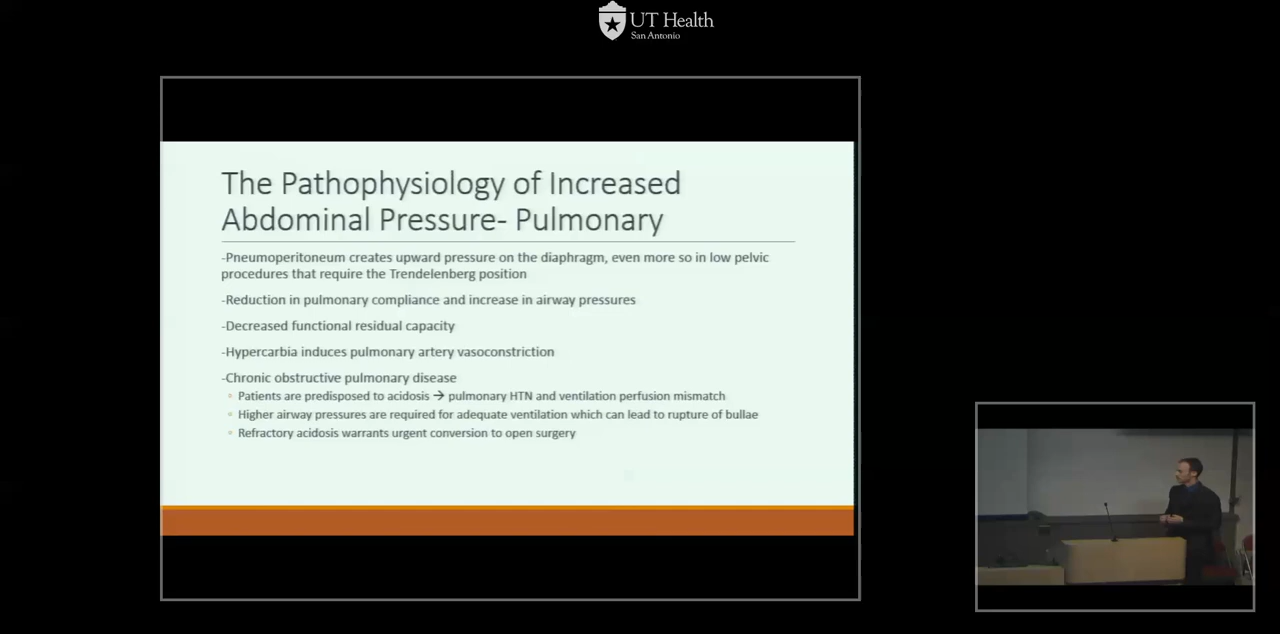 UT Health
San Antonio
The Pathophysiology of Increased
Abdominal Pressure- Pulmonary
-Pneumoperitoneum creates upward pressure on the diaphragm, even more so in low pelvic
procedures that require the Trendelenberg position
-Reduction in pulmonary compliance and increase in airway pressures
-Decreased functional residual capacity
-Hypercarbia induces pulmonary artery vasoconstriction
-Chronic obstructive pulmonary disease
▫ Patients are predisposed to acidosis → pulmonary HTN and ventilation perfusion mismatch
▫ Higher airway pressures are required for adequate ventilation which can lead to rupture of bullae
▫ Refractory acidosis warrants urgent conversion to open surgery